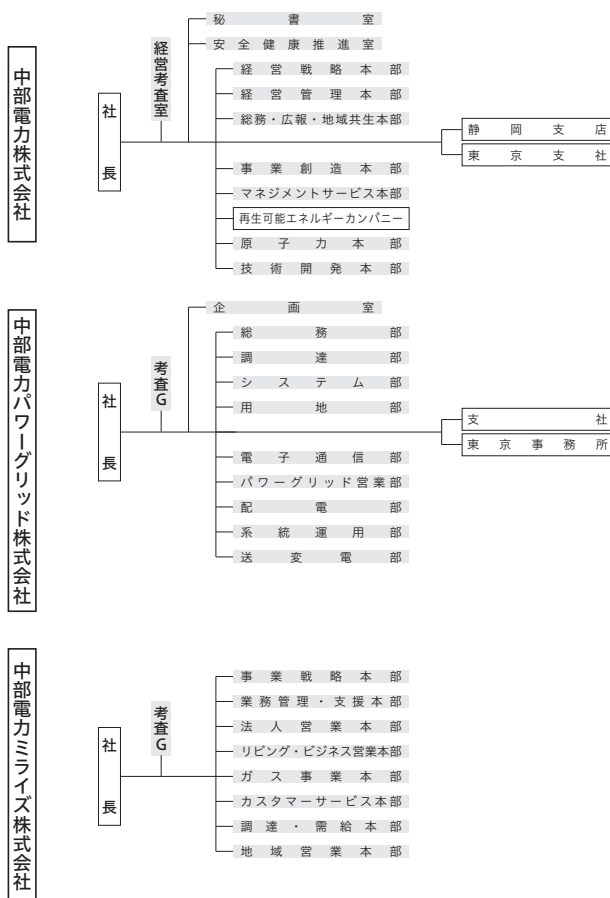 中部電力株式会社
社長
経営考査室
秘書室
安全健康推進室
経営戦略本部
経営管理本部
総務・広報・地域共生本部
静岡支店
東京支社
事業創造本部
マネジメントサービス本部
再生可能エネルギーカンパニー
原子力本部
技術開発本部
中部電力パワーグリッド株式会社
社長
考査G
企画室
総務部
調達部
システム部
用地部
支社
東京事務所
電子通信部
パワーグリッド営業部
配電部
系統運用部
送変電部
中部電力ミライズ株式会社
社長
考査G
事業戦略本部
業務管理・支援本部
法人営業本部
リビング・ビジネス営業本部
ガス事業本部
カスタマーサービス本部
調達・需給本部
地域営業本部